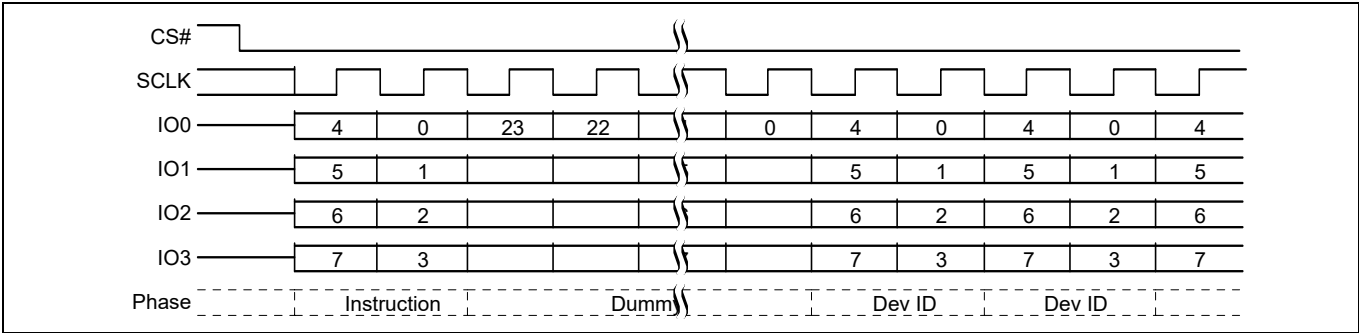 CS#
SCLK
IO0 4 0 23 22 0 4 0 4 0 4
IO1 5 1 5 1 5 1 5
IO2 6 2 6 2 6 2 6
IO3 7 3 7 3 7 3 7
Phase Instruction Dummy Dev ID Dev ID